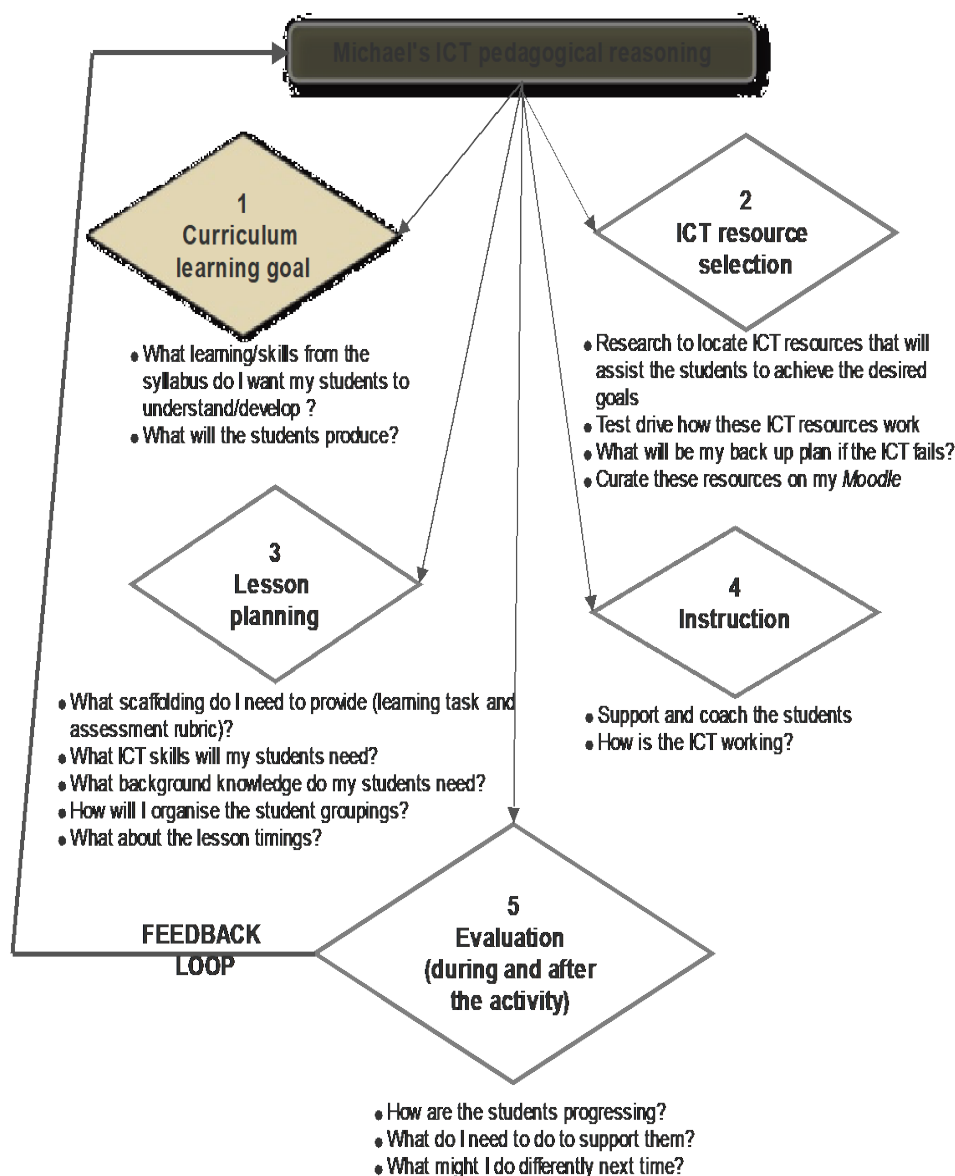 Michael's ICT pedagogical reasoning
1
Curriculum
learning goal
• What learning/skills from the
syllabus do I want my students to
understand/develop ?
• What will the students produce?
2
ICT resource
selection
• Research to locate ICT resources that will
assist the students to achieve the desired
goals
• Test drive how these ICT resources work
• What will be my back up plan if the ICT fails?
• Curate these resources on my Moodle
3
Lesson
planning
• What scaffolding do I need to provide (learning task and
assessment rubric)?
• What ICT skills will my students need?
• What background knowledge do my students need?
• How will I organise the student groupings?
• What about the lesson timings?
4
Instruction
• Support and coach the students
• How is the ICT working?
5
Evaluation
(during and after
the activity)
FEEDBACK
LOOP
• How are the students progressing?
• What do I need to do to support them?
• What might I do differently next time?